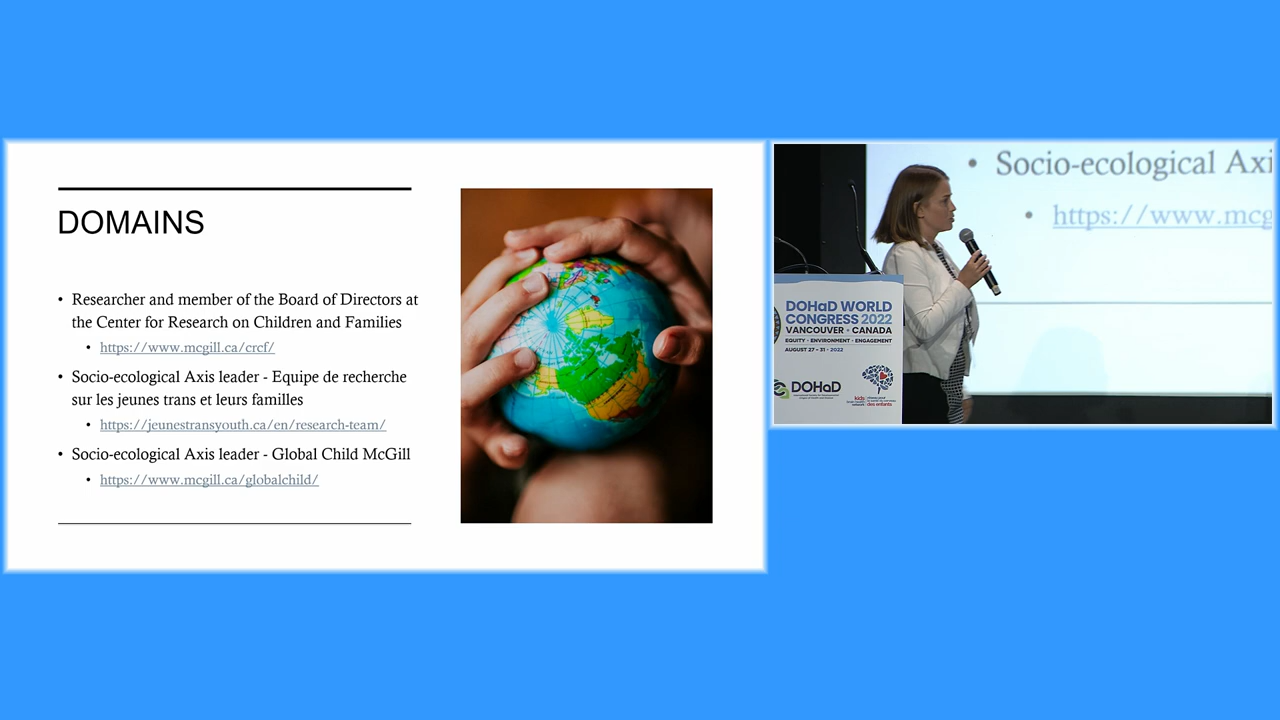 DOMAINS
• Researcher and member of the Board of Directors at
the Center for Research on Children and Families
• https://www.mcgill.ca/crcf/
• Socio-ecological Axis leader - Equipe de recherche
sur les jeunes trans et leurs familles
• https://jeunestransyouth.ca/en/research-team/
• Socio-ecological Axis leader - Global Child McGill
• https://www.mcgill.ca/globalchild/
• Socio-ecological Axi
• https://www.mcg
DOHaD WORLD
CONGRESS 2022
VANCOUVER • CANADA
EQUITY • ENVIRONMENT • ENGAGEMENT
AUGUST 27 - 31 • 2022
DOHaD